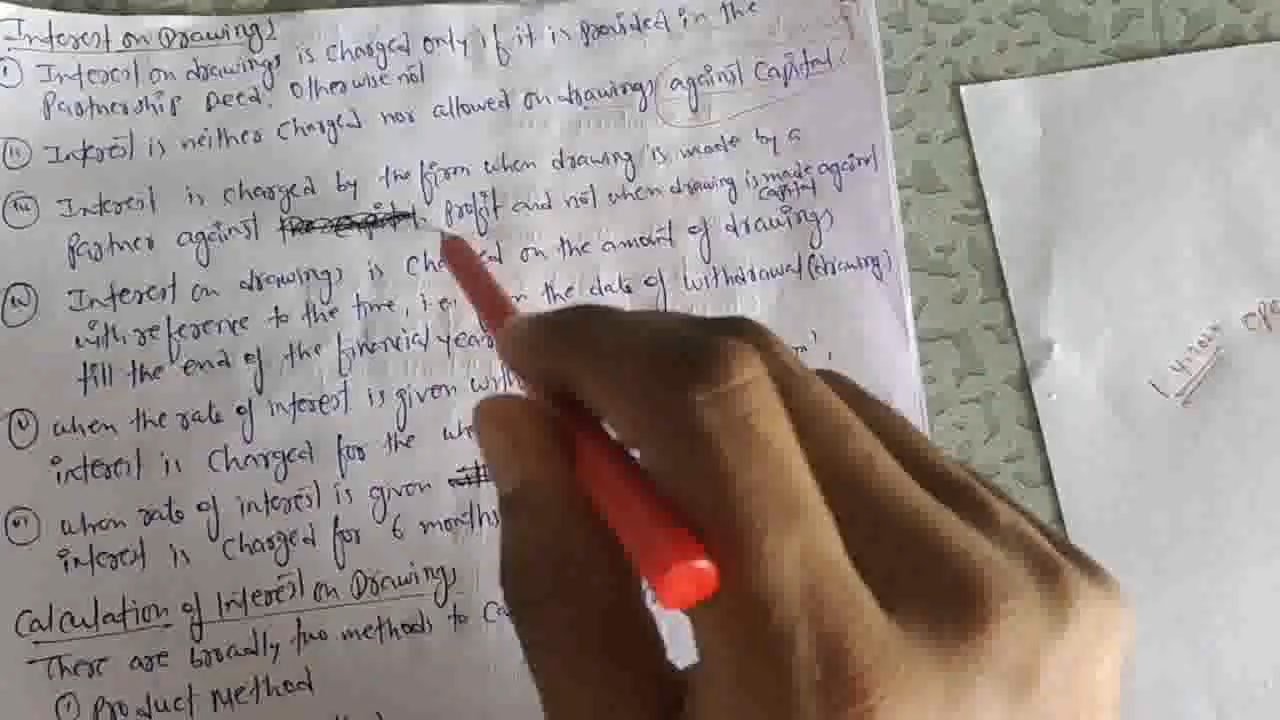 Interest on Drawings
(i) Interest on drawings is charged only if it is provided in the
Partnership Deed. Otherwise not
(ii) Interest is neither charged nor allowed on drawings against capital.
(iii) Interest is charged by the firm when drawing is made by a
Partner against profit and not when drawing is made against
capital
(iv) Interest on drawings is on the amount of drawings
with reference to the time, i.e. the date of withdrawal (drawing)
till the end of the financial year
(v) when the rate of interest is given
interest is charged for the
(vi) when rate of interest is given
interest is charged for 6 months
Calculation of Interest on Drawings
There are broadly two methods to
(i) Product Method